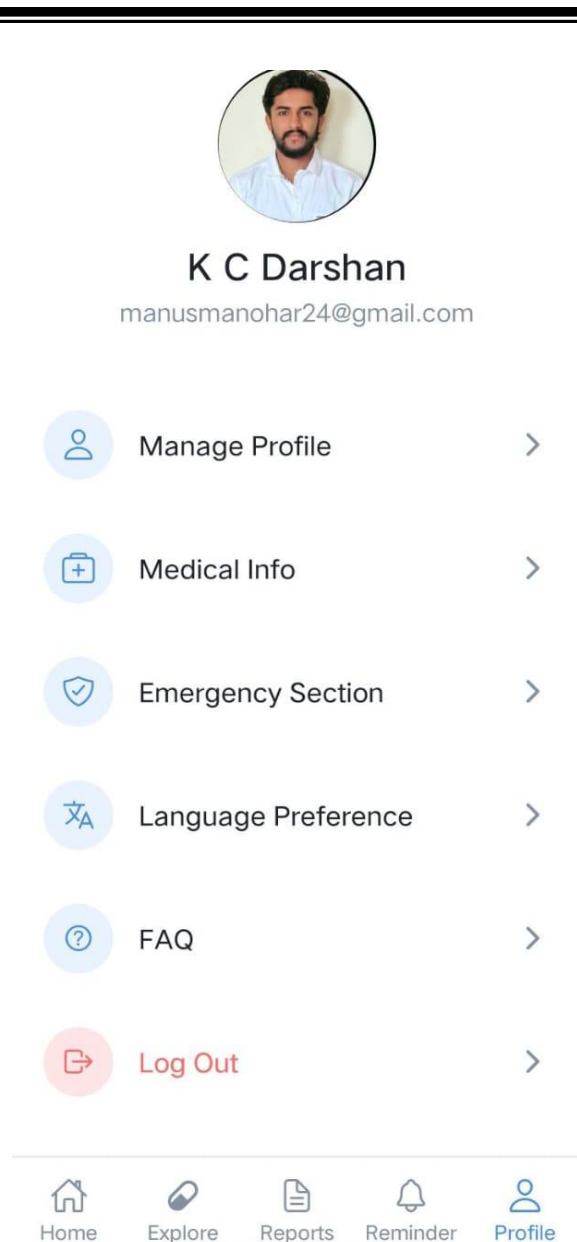 K C Darshan
manusmanohar24@gmail.com
Manage Profile
Medical Info
Emergency Section
Language Preference
FAQ
Log Out
Home Explore Reports Reminder Profile